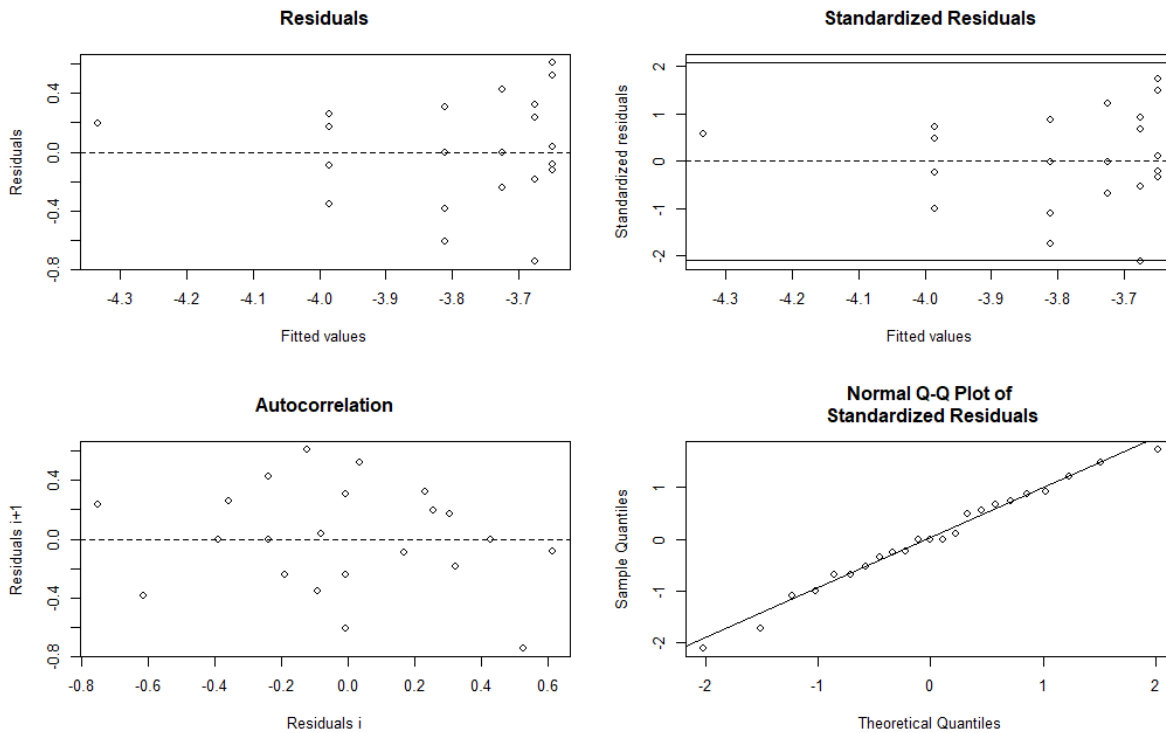 Residuals
Residuals
0.4
0.0
-0.4
-0.8
-4.3 -4.2 -4.1 -4.0 -3.9 -3.8 -3.7
Fitted values
Standardized Residuals
Standardized residuals
2
1
0
-1
-2
-4.3 -4.2 -4.1 -4.0 -3.9 -3.8 -3.7
Fitted values
Autocorrelation
Residuals i+1
0.4
0.0
-0.4
-0.8
-0.8 -0.6 -0.4 -0.2 0.0 0.2 0.4 0.6
Residuals i
Normal Q-Q Plot of
Standardized Residuals
Sample Quantiles
1
0
-1
-2
-2 -1 0 1 2
Theoretical Quantiles